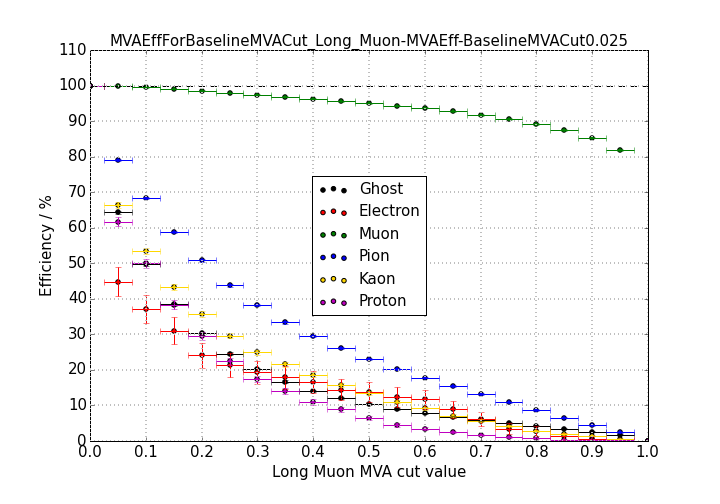 MVAEffForBaselineMVACut_Long_Muon-MVAEff-BaselineMVACut0.025
110
100
90
80
70
60
50
40
30
20
10
0
Efficiency / %
Ghost
Electron
Muon
Pion
Kaon
Proton
0.0 0.1 0.2 0.3 0.4 0.5 0.6 0.7 0.8 0.9 1.0
Long Muon MVA cut value